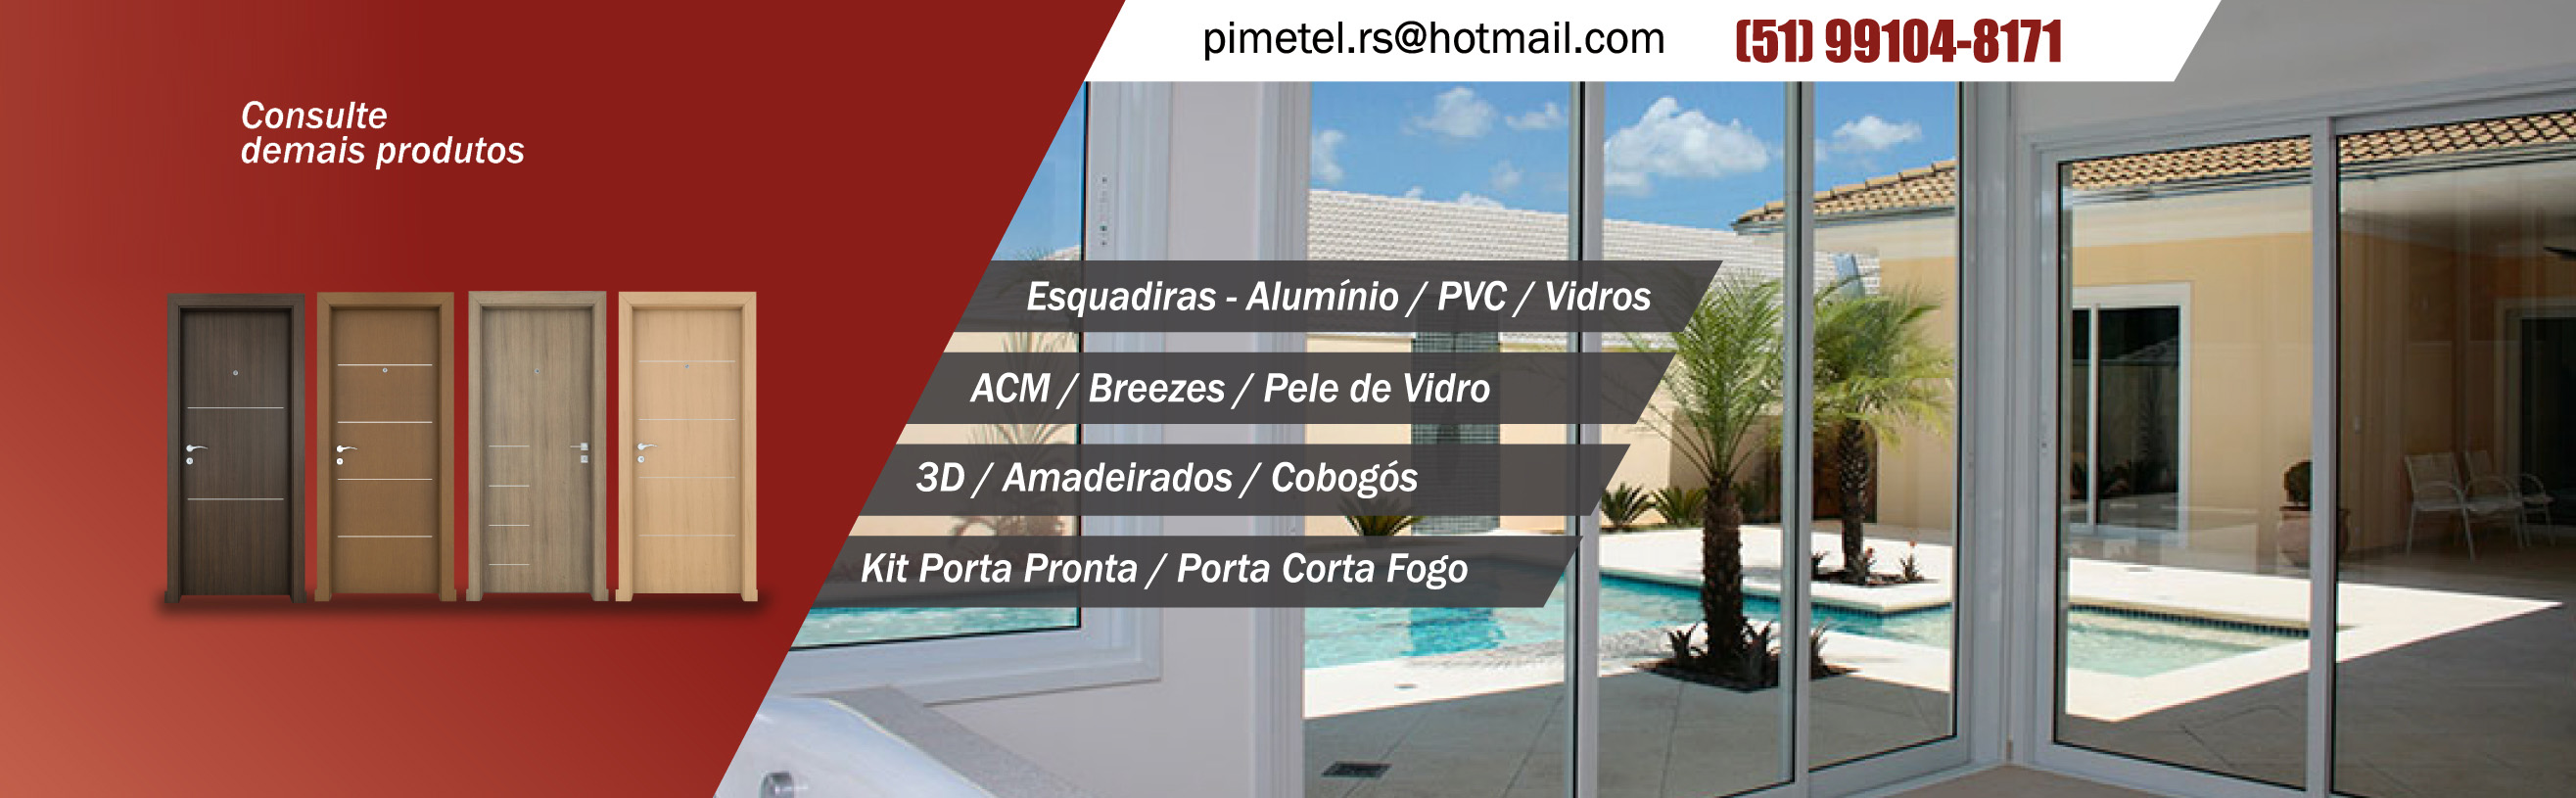 pimetel.rs@hotmail.com (51) 99104-8171
Consulte
demais produtos
Esquadiras - Alumínio / PVC / Vidros
ACM / Breezes / Pele de Vidro
3D / Amadeirados / Cobogós
Kit Porta Pronta / Porta Corta Fogo